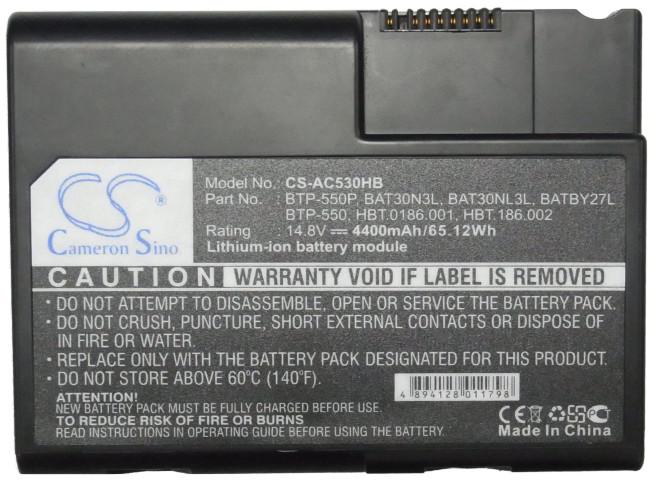 CS ®
Cameron Sino
Model No.: CS-AC530HB
Part No. : BTP-550P, BAT30N3L, BAT30NL3L, BATBY27L
BTP-550, HBT.0186.001, HBT.186.002
Rating : 14.8V ⎓ 4400mAh/65.12Wh
Lithium-ion battery module
CAUTION WARRANTY VOID IF LABEL IS REMOVED
• DO NOT ATTEMPT TO DISASSEMBLE, OPEN OR SERVICE THE BATTERY PACK.
• DO NOT CRUSH, PUNCTURE, SHORT EXTERNAL CONTACTS OR DISPOSE OF
IN FIRE OR WATER.
• REPLACE ONLY WITH THE BATTERY PACK DESIGNATED FOR THIS PRODUCT.
• DO NOT STORE ABOVE 60°C (140°F).
ATTENTION!
NEW BATTERY PACK MUST BE FULLY CHARGED BEFORE USE
TO REDUCE FIRE OR BURNS
READ INSTRUCTIONS IN OPERATING GUIDE BEFORE USING BATTERY.
4 894128 011798
CE
Made In China